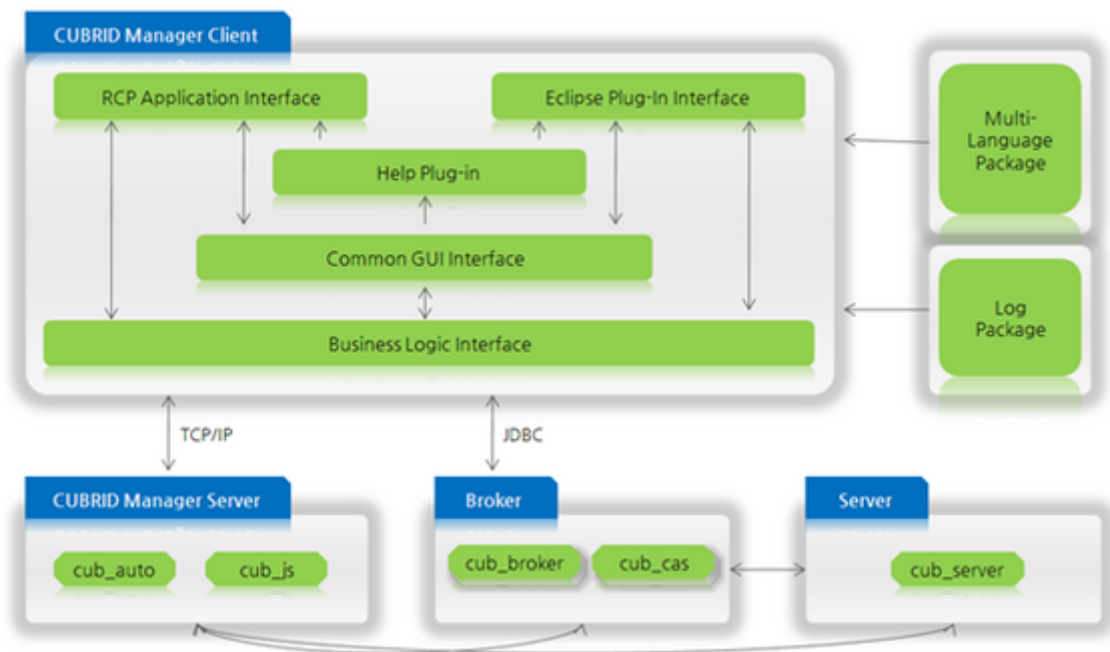 CUBRID Manager Client
RCP Application Interface
Eclipse Plug-In Interface
Help Plug-in
Common GUI Interface
Business Logic Interface
Multi-
Language
Package
Log
Package
TCP/IP
JDBC
CUBRID Manager Server
cub_auto
cub_js
Broker
cub_broker
cub_cas
Server
cub_server